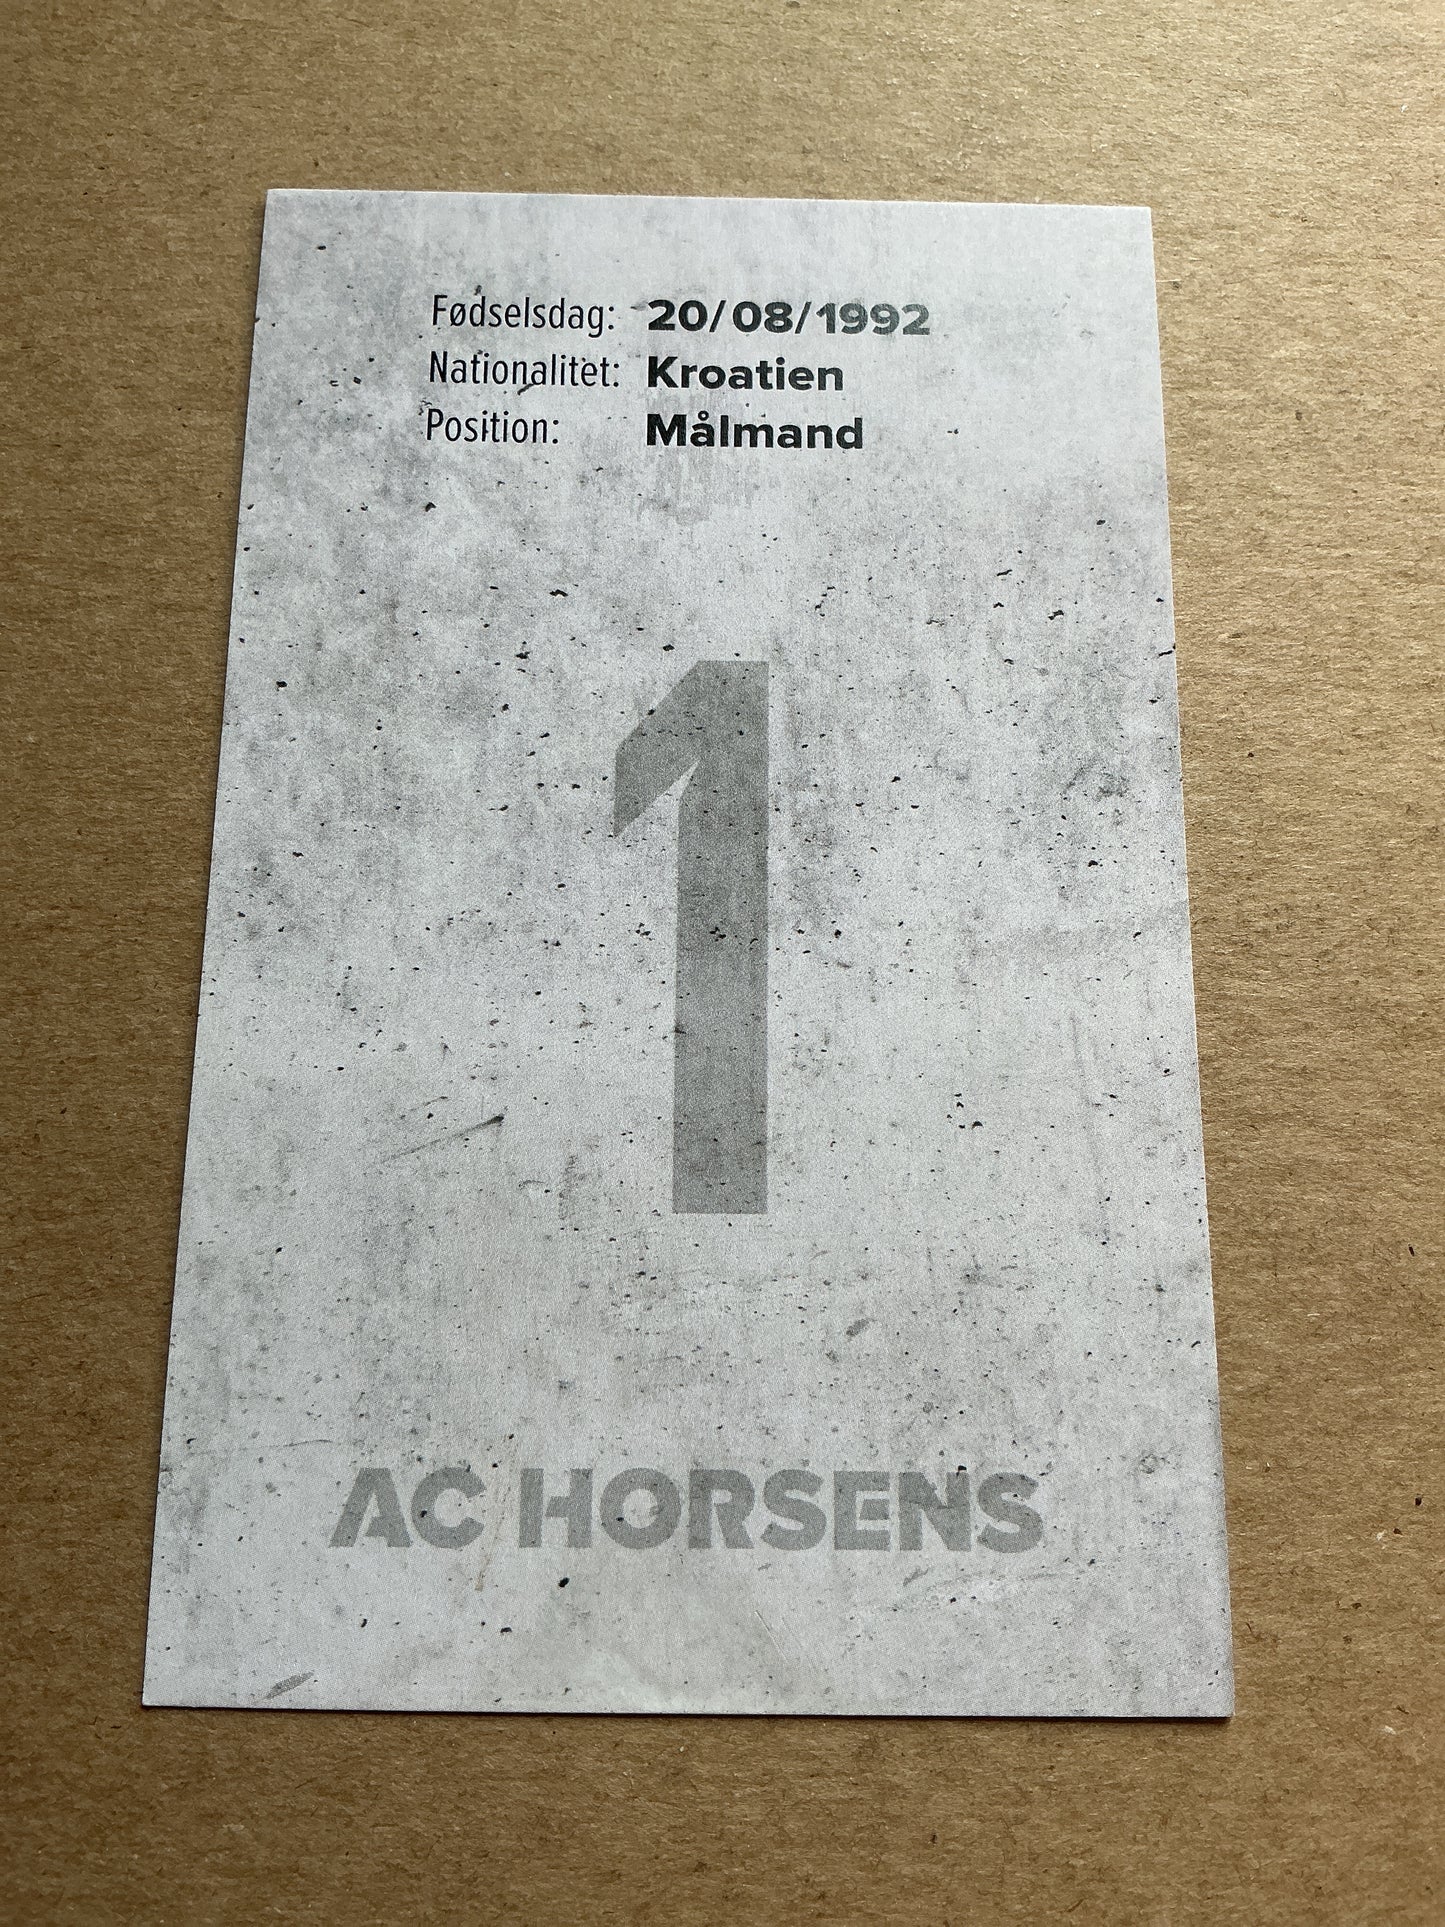 Fødselsdag: 20/08/1992
Nationalitet: Kroatien
Position: Målmand
1
AC HORSENS